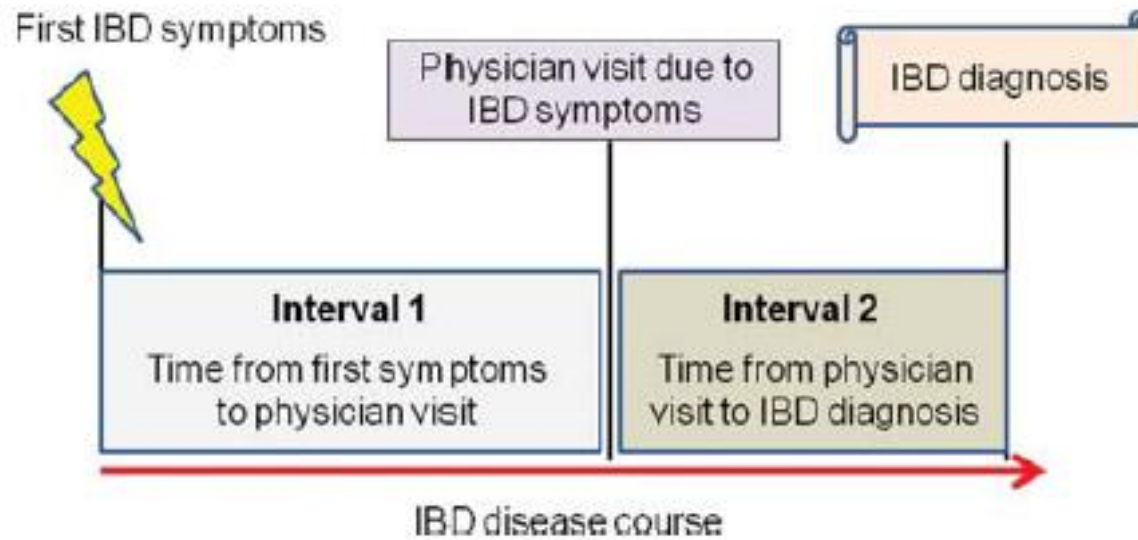 First IBD symptoms
Physician visit due to
IBD symptoms
IBD diagnosis
Interval 1
Time from first symptoms
to physician visit
Interval 2
Time from physician
visit to IBD diagnosis
IBD disease course